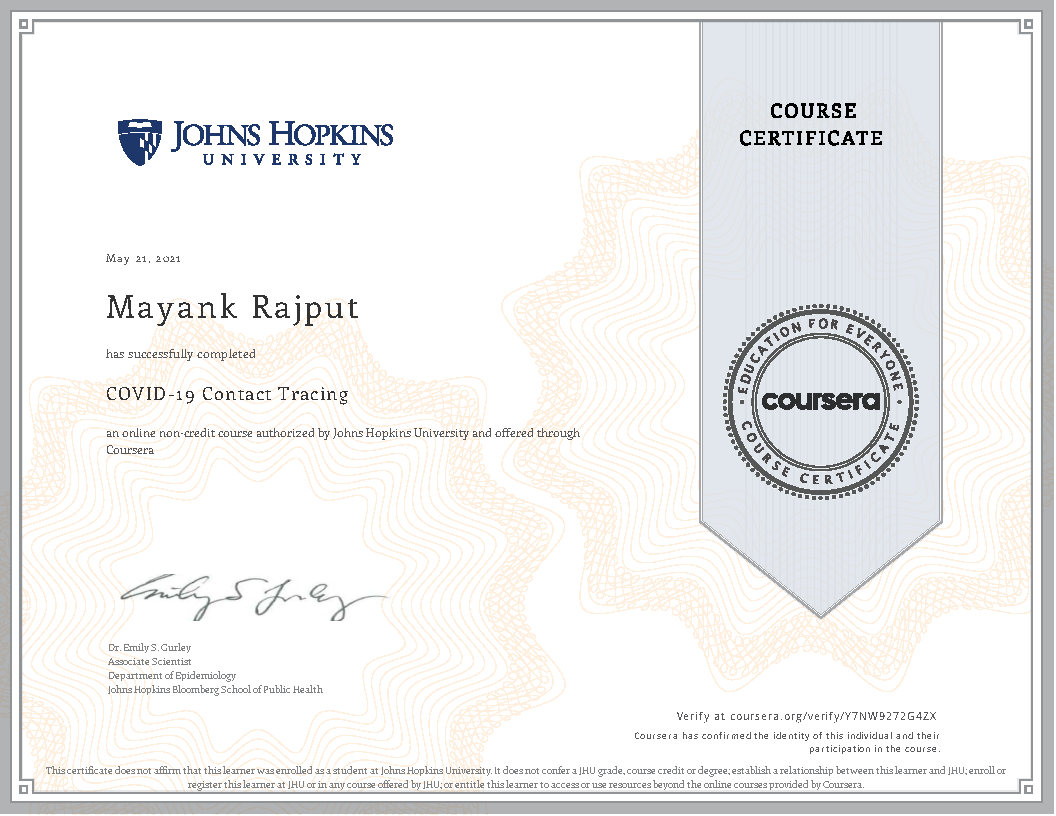 JOHNS HOPKINS
UNIVERSITY
COURSE
CERTIFICATE
May 21, 2021
Mayank Rajput
has successfully completed
COVID-19 Contact Tracing
an online non-credit course authorized by Johns Hopkins University and offered through
Coursera
EDUCATION FOR EVERYONE
coursera
COURSE CERTIFICATE
Emily S Gurley
Dr. Emily S. Gurley
Associate Scientist
Department of Epidemiology
Johns Hopkins Bloomberg School of Public Health
Verify at coursera.org/verify/Y7NW9272G4ZX
Coursera has confirmed the identity of this individual and their
participation in the course.
This certificate does not affirm that this learner was enrolled as a student at Johns Hopkins University. It does not confer a JHU grade, course credit or degree; establish a relationship between this learner and JHU; enroll or
register this learner at JHU or in any course offered by JHU; or entitle this learner to access or use resources beyond the online courses provided by Coursera.